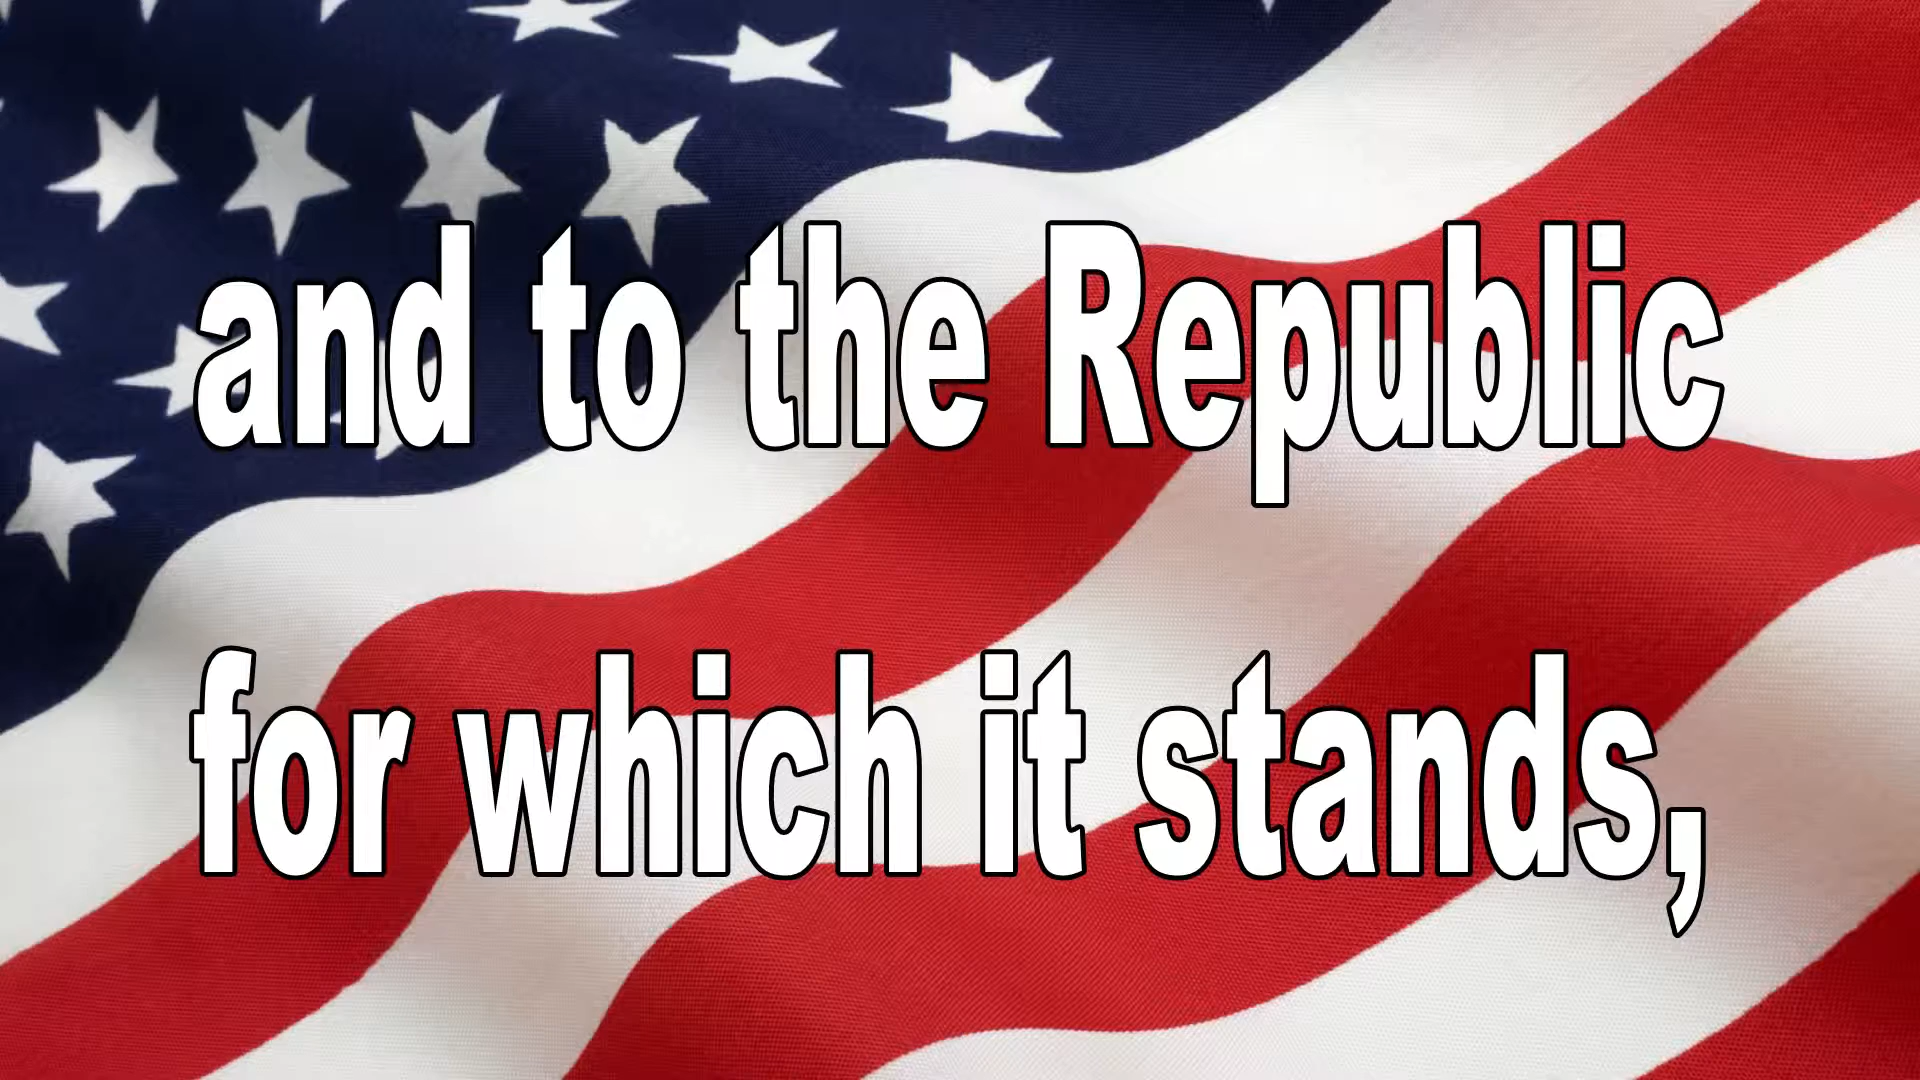 and to the Republic
for which it stands,